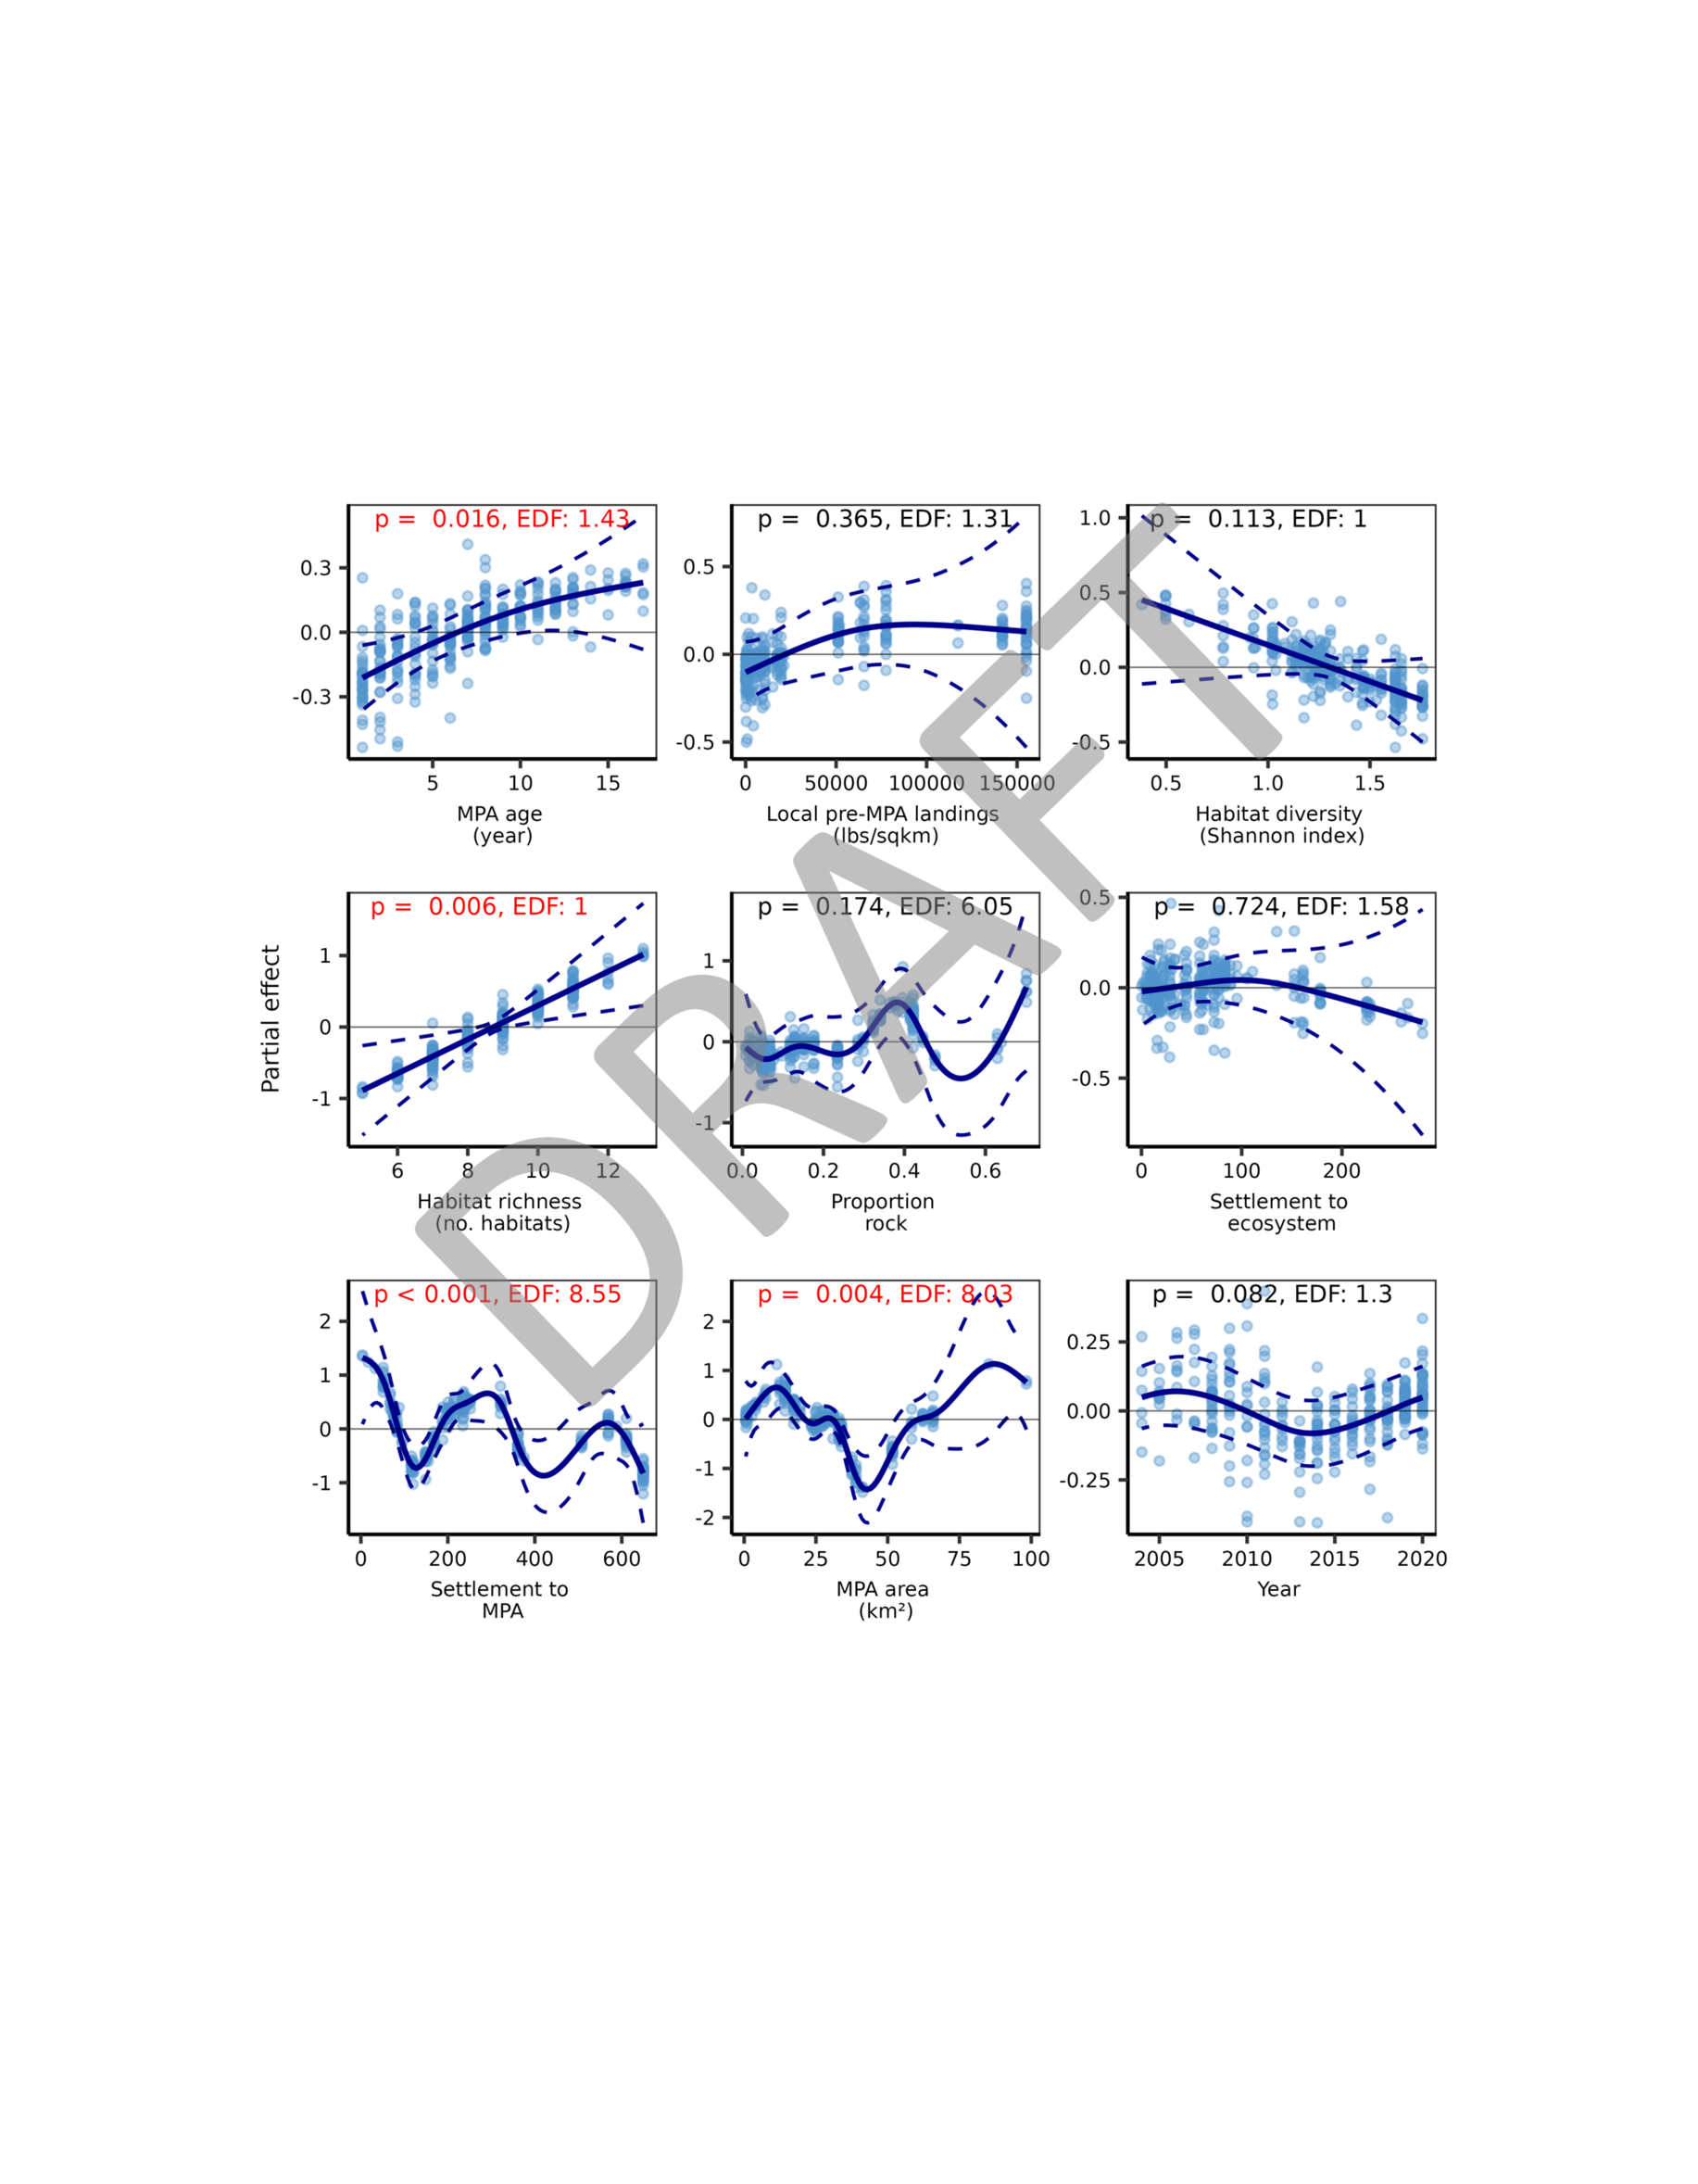 p =  0.016, EDF: 1.43
0.3
0.0
-0.3
5 10 15
MPA age
(year)
p =  0.365, EDF: 1.31
0.5
0.0
-0.5
0 50000 100000 150000
Local pre-MPA landings
(lbs/sqkm)
p =  0.113, EDF: 1
1.0
0.5
0.0
-0.5
0.5 1.0 1.5
Habitat diversity
(Shannon index)
Partial effect
p =  0.006, EDF: 1
1
0
-1
6 8 10 12
Habitat richness
(no. habitats)
p =  0.174, EDF: 6.05
1
0
-1
0.0 0.2 0.4 0.6
Proportion
rock
p =  0.724, EDF: 1.58
0.5
0.0
-0.5
0 100 200
Settlement to
ecosystem
p < 0.001, EDF: 8.55
2
1
0
-1
0 200 400 600
Settlement to
MPA
p =  0.004, EDF: 8.03
2
1
0
-1
-2
0 25 50 75 100
MPA area
(km²)
p =  0.082, EDF: 1.3
0.25
0.00
-0.25
2005 2010 2015 2020
Year
DRAFT